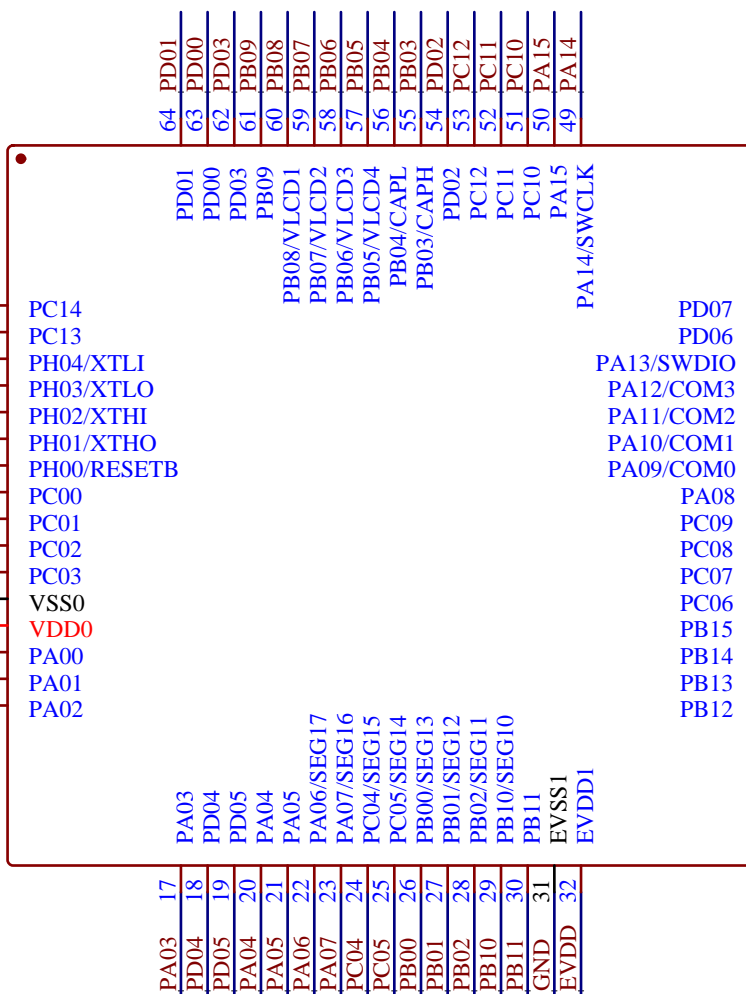 PD01
PD00
PD03
PB09
PB08
PB07
PB06
PB05
PB04
PB03
PD02
PC12
PC11
PC10
PA15
PA14
64
63
62
61
60
59
58
57
56
55
54
53
52
51
50
49
PD01
PD00
PD03
PB09
PB08/VLCD1
PB07/VLCD2
PB06/VLCD3
PB05/VLCD4
PB04/CAPL
PB03/CAPH
PD02
PC12
PC11
PC10
PA15
PA14/SWCLK
PC14
PC13
PH04/XTLI
PH03/XTLO
PH02/XTHI
PH01/XTHO
PH00/RESETB
PC00
PC01
PC02
PC03
VSS0
VDD0
PA00
PA01
PA02
PD07
PD06
PA13/SWDIO
PA12/COM3
PA11/COM2
PA10/COM1
PA09/COM0
PA08
PC09
PC08
PC07
PC06
PB15
PB14
PB13
PB12
PA03
PD04
PD05
PA04
PA05
PA06/SEG17
PA07/SEG16
PC04/SEG15
PC05/SEG14
PB00/SEG13
PB01/SEG12
PB02/SEG11
PB10/SEG10
PB11
EVSS1
EVDD1
17
18
19
20
21
22
23
24
25
26
27
28
29
30
31
32
PA03
PD04
PD05
PA04
PA05
PA06
PA07
PC04
PC05
PB00
PB01
PB02
PB10
PB11
GND
EVDD